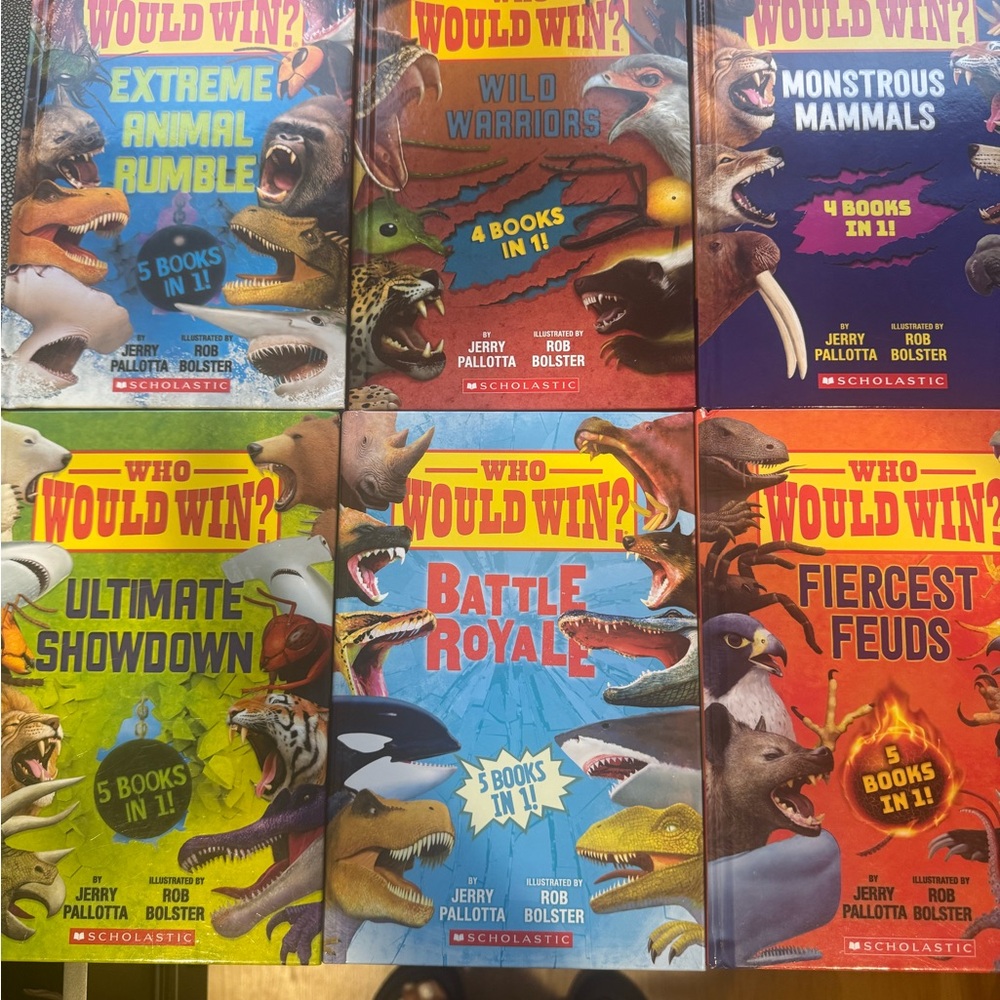 WOULD WIN?
EXTREME
ANIMAL
RUMBLE
5 BOOKS
IN 1!
BY
JERRY
PALLOTTA
ILLUSTRATED BY
ROB
BOLSTER
SCHOLASTIC
WHO
WOULD WIN?
WILD
WARRIORS
4 BOOKS
IN 1!
BY
JERRY
PALLOTTA
ILLUSTRATED BY
ROB
BOLSTER
SCHOLASTIC
WOULD WIN?
MONSTROUS
MAMMALS
4 BOOKS
IN 1!
BY
JERRY
PALLOTTA
ILLUSTRATED BY
ROB
BOLSTER
SCHOLASTIC
WHO
WOULD WIN?
ULTIMATE
SHOWDOWN
5 BOOKS
IN 1!
BY
JERRY
PALLOTTA
ILLUSTRATED BY
ROB
BOLSTER
SCHOLASTIC
WHO
WOULD WIN?
BATTLE
ROYALE
5 BOOKS
IN 1!
BY
JERRY
PALLOTTA
ILLUSTRATED BY
ROB
BOLSTER
SCHOLASTIC
WHO
WOULD WIN?
FIERCEST
FEUDS
5
BOOKS
IN 1!
BY
JERRY
PALLOTTA
ILLUSTRATED BY
ROB
BOLSTER
SCHOLASTIC